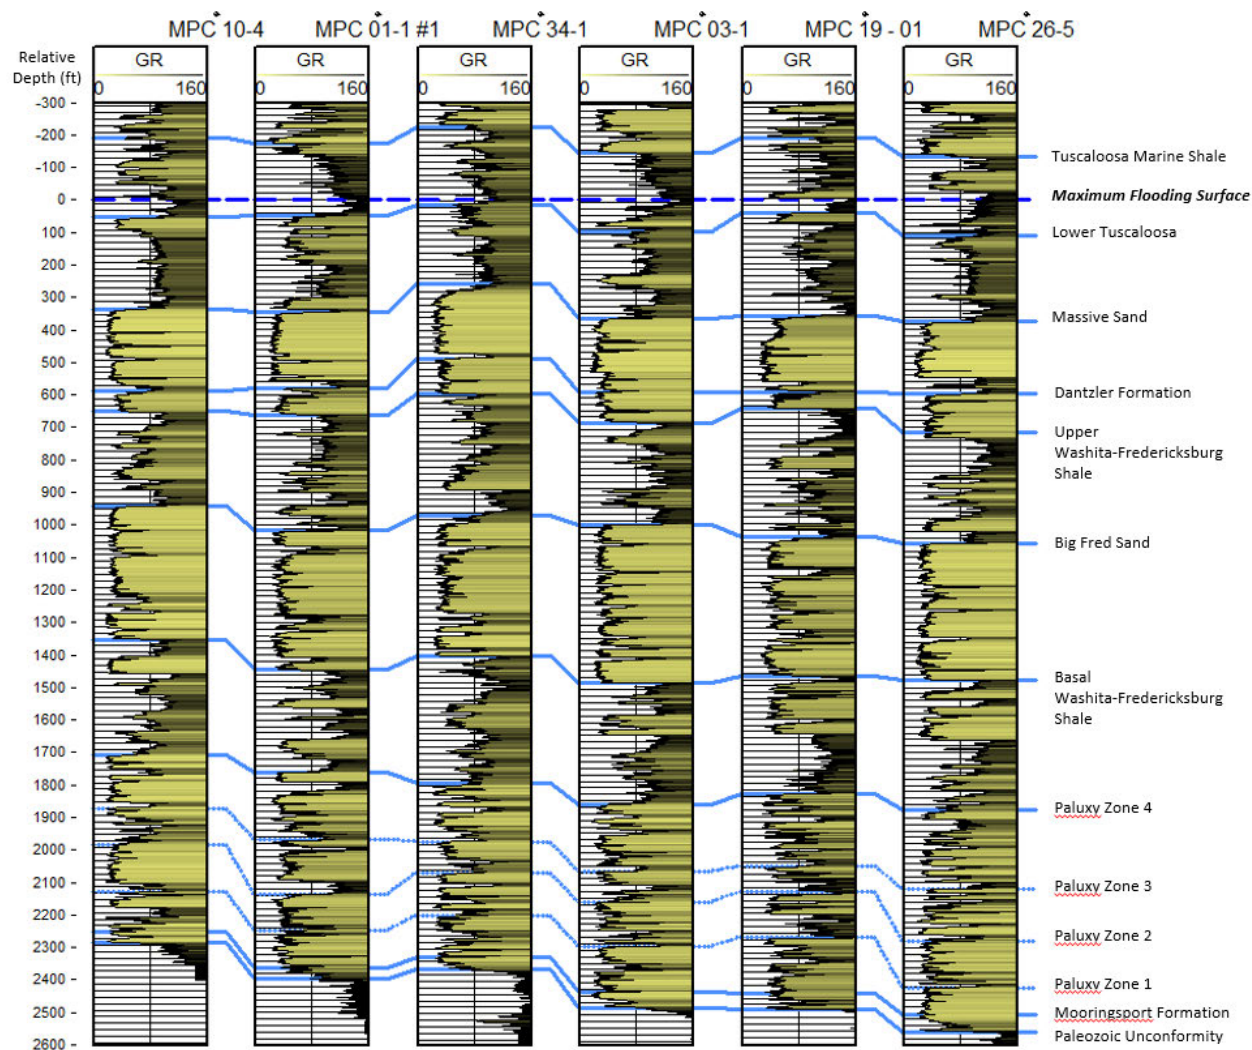 MPC 10-4 MPC 01-1 #1 MPC 34-1 MPC 03-1 MPC 19 - 01 MPC 26-5
Relative
Depth (ft)
GR GR GR GR GR GR
0 160 0 160 0 160 0 160 0 160 0 160
-300 -
-200 -
-100 -
0 -
100 -
200 -
300 -
400 -
500 -
600 -
700 -
800 -
900 -
1000 -
1100 -
1200 -
1300 -
1400 -
1500 -
1600 -
1700 -
1800 -
1900 -
2000 -
2100 -
2200 -
2300 -
2400 -
2500 -
2600 -
Tuscaloosa Marine Shale
Maximum Flooding Surface
Lower Tuscaloosa
Massive Sand
Dantzler Formation
Upper
Washita-Fredericksburg
Shale
Big Fred Sand
Basal
Washita-Fredericksburg
Shale
Paluxy Zone 4
Paluxy Zone 3
Paluxy Zone 2
Paluxy Zone 1
Mooringsport Formation
Paleozoic Unconformity